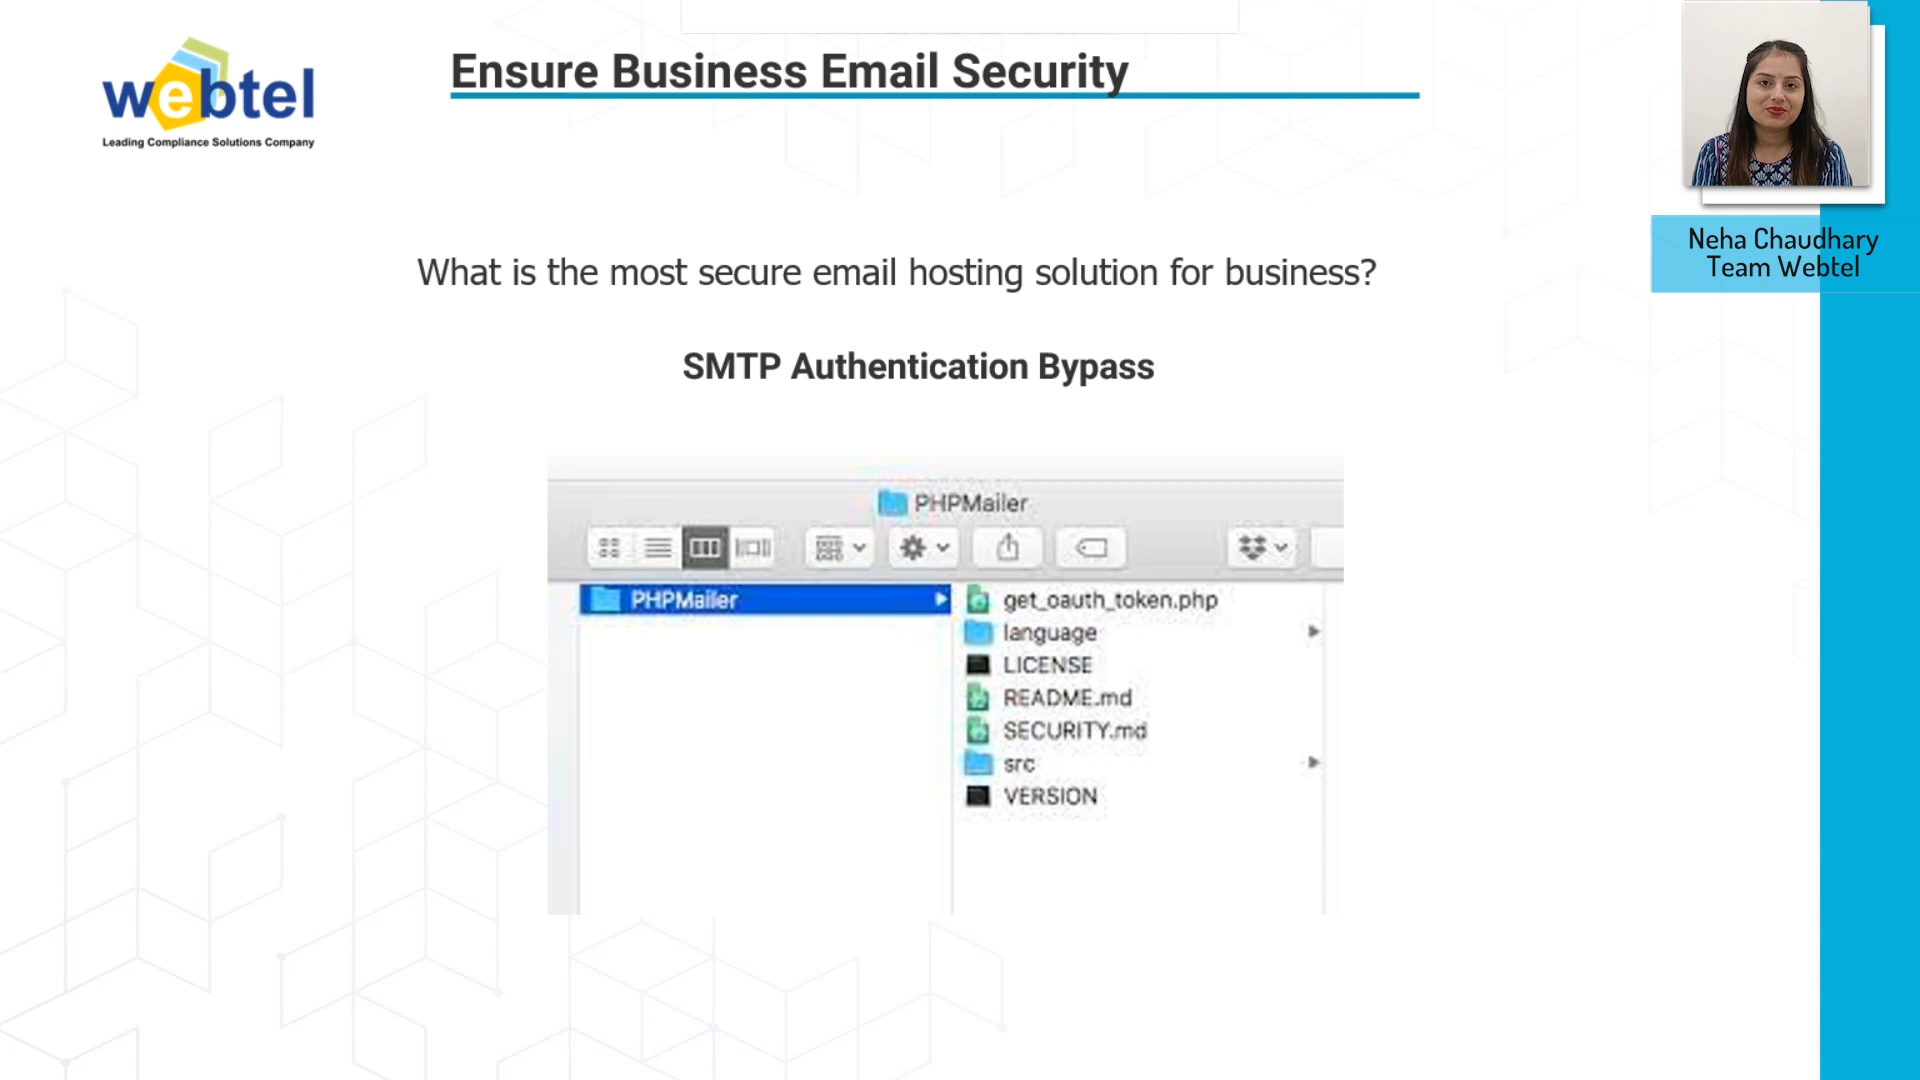 webtel
Leading Compliance Solutions Company
Ensure Business Email Security
Neha Chaudhary
Team Webtel
What is the most secure email hosting solution for business?
SMTP Authentication Bypass
PHPMailer
PHPMailer
get_oauth_token.php
language
LICENSE
README.md
SECURITY.md
src
VERSION